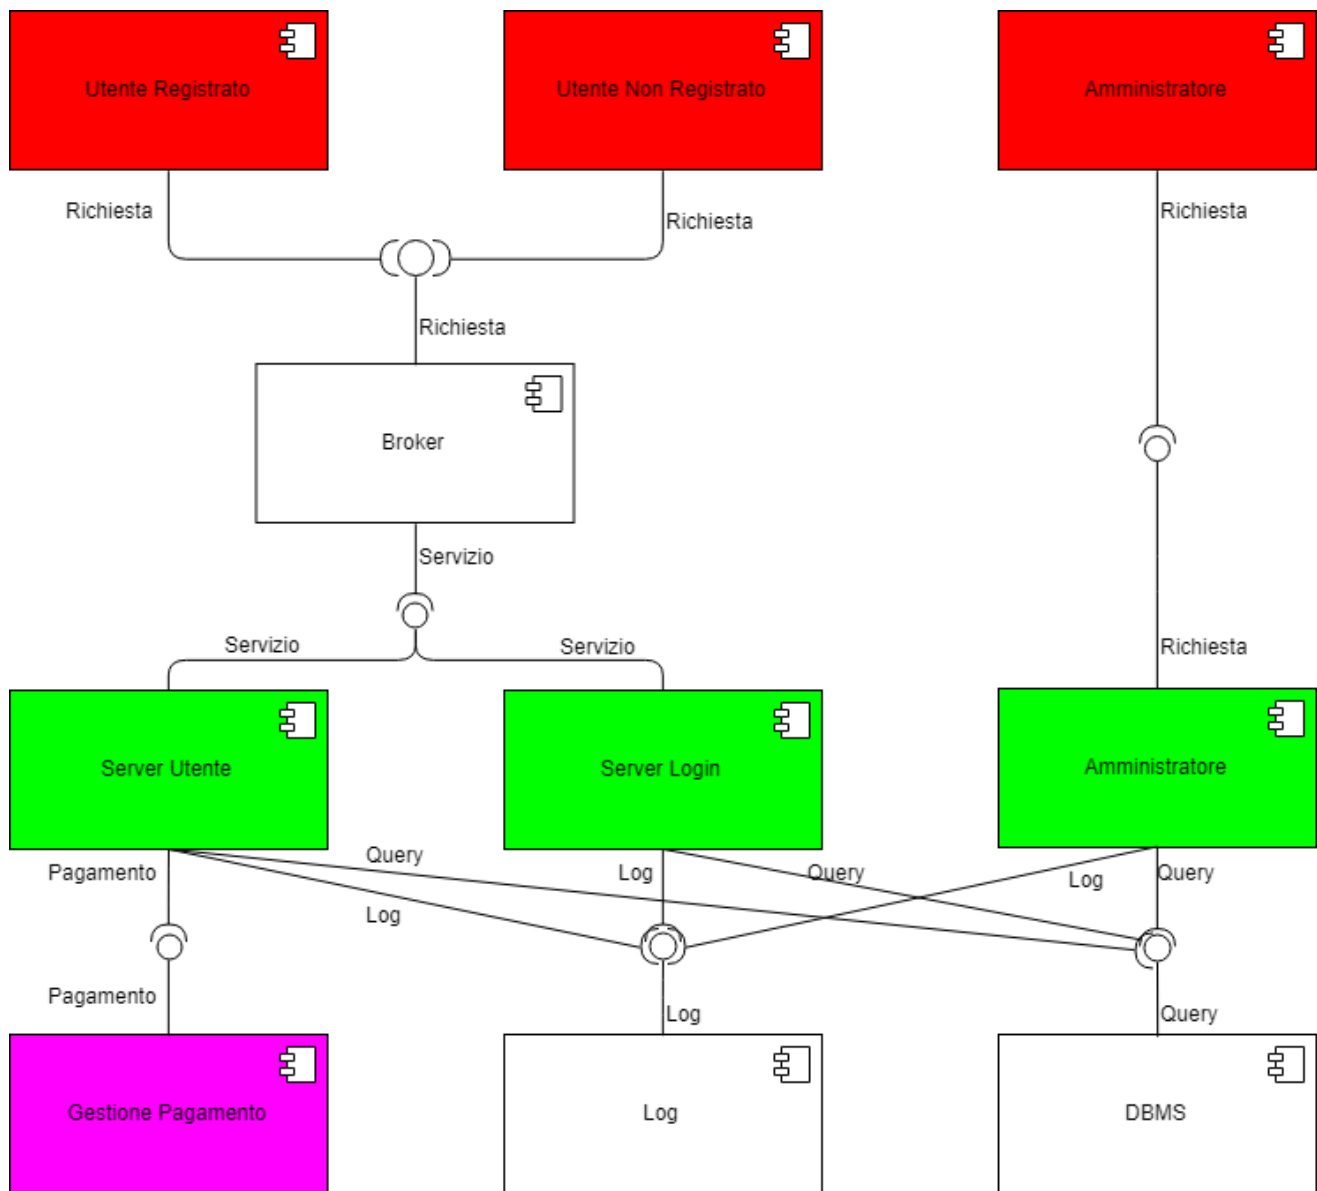 Utente Registrato
Utente Non Registrato
Amministratore
Richiesta
Richiesta
Richiesta
Richiesta
Broker
Servizio
Servizio
Servizio
Richiesta
Server Utente
Server Login
Amministratore
Query
Pagamento
Log
Query
Log
Query
Log
Pagamento
Log
Query
Gestione Pagamento
Log
DBMS